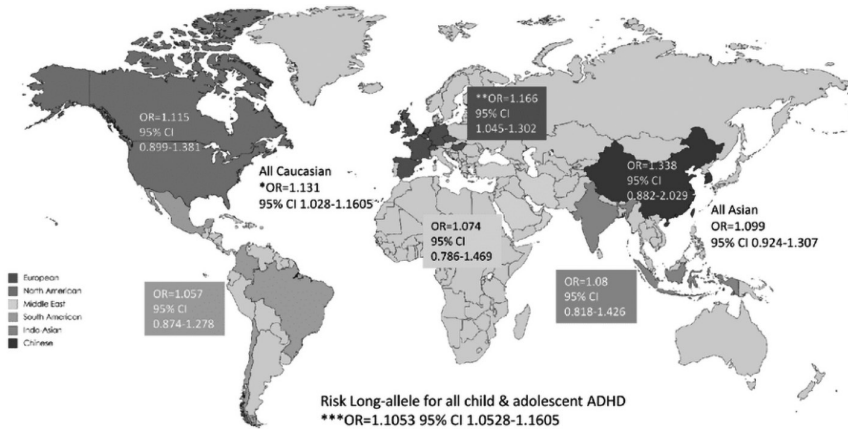 OR=1.115
95% CI
0.899-1.381
All Caucasian
*OR=1.131
95% CI 1.028-1.1605
**OR=1.166
95% CI
1.045-1.302
OR=1.338
95% CI
0.882-2.029
All Asian
OR=1.099
95% CI 0.924-1.307
OR=1.074
95% CI
0.786-1.469
OR=1.08
95% CI
0.818-1.426
OR=1.057
95% CI
0.874-1.278
European
North American
Middle East
South American
Indo Asian
Chinese
Risk Long-allele for all child & adolescent ADHD
***OR=1.1053 95% CI 1.0528-1.1605